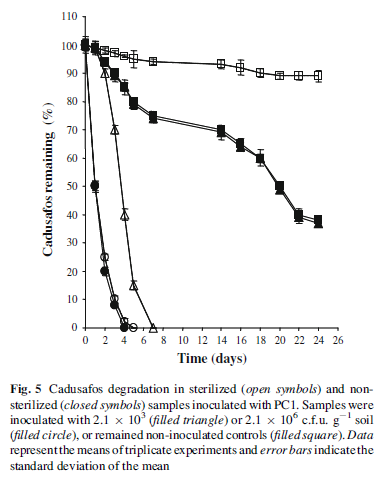 110
100
90
80
70
60
50
40
30
20
10
0
Cadusafos remaining (%)
0 2 4 6 8 10 12 14 16 18 20 22 24 26
Time (days)
Fig. 5 Cadusafos degradation in sterilized (open symbols) and non-
sterilized (closed symbols) samples inoculated with PC1. Samples were
inoculated with 2.1 × 10³ (filled triangle) or 2.1 × 10⁶ c.f.u. g⁻¹ soil
(filled circle), or remained non-inoculated controls (filled square). Data
represent the means of triplicate experiments and error bars indicate the
standard deviation of the mean